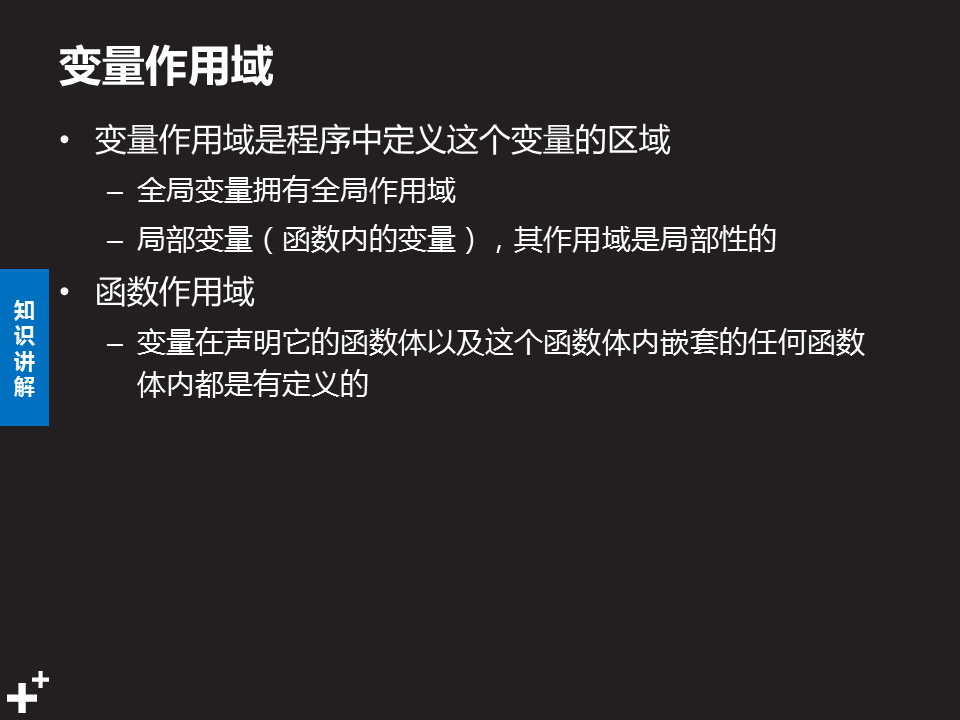 变量作用域
• 变量作用域是程序中定义这个变量的区域
– 全局变量拥有全局作用域
– 局部变量（函数内的变量），其作用域是局部性的
• 函数作用域
– 变量在声明它的函数体以及这个函数体内嵌套的任何函数
体内都是有定义的
知
识
讲
解